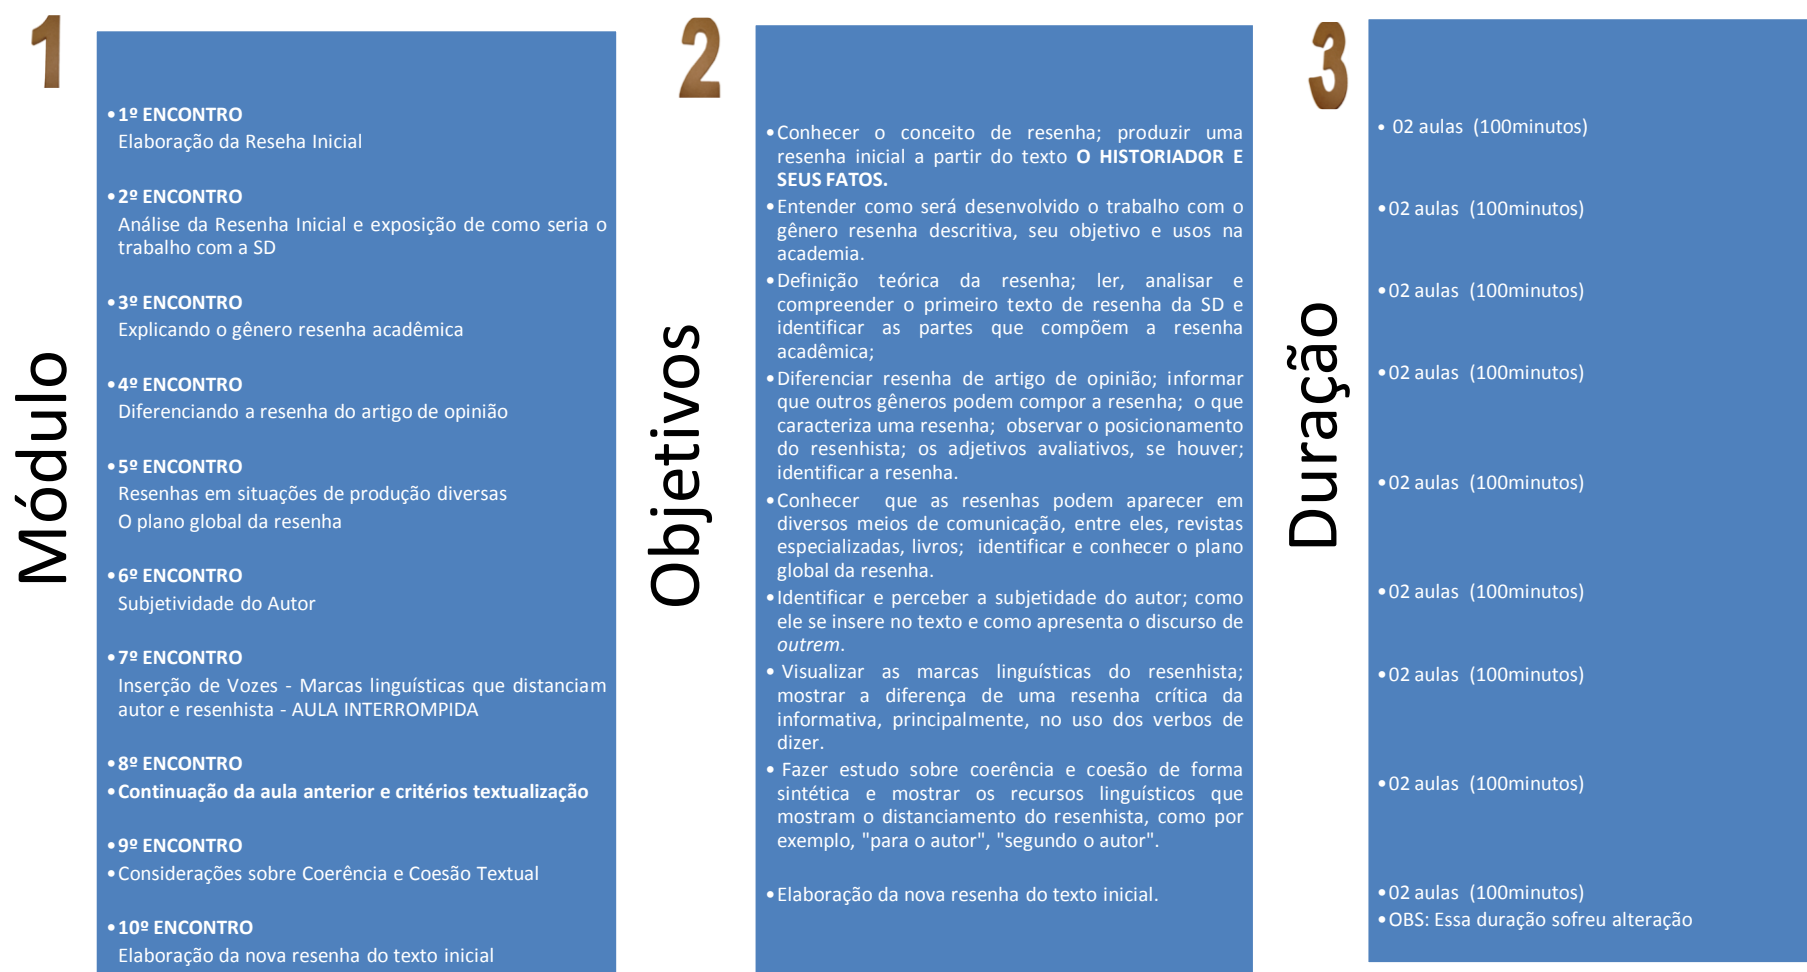 1
Módulo
•1º ENCONTRO
Elaboração da Reseha Inicial
•2º ENCONTRO
Análise da Resenha Inicial e exposição de como seria o
trabalho com a SD
•3º ENCONTRO
Explicando o gênero resenha acadêmica
•4º ENCONTRO
Diferenciando a resenha do artigo de opinião
•5º ENCONTRO
Resenhas em situações de produção diversas
O plano global da resenha
•6º ENCONTRO
Subjetividade do Autor
•7º ENCONTRO
Inserção de Vozes - Marcas linguísticas que distanciam
autor e resenhista - AULA INTERROMPIDA
•8º ENCONTRO
•Continuação da aula anterior e critérios textualização
•9º ENCONTRO
•Considerações sobre Coerência e Coesão Textual
•10º ENCONTRO
Elaboração da nova resenha do texto inicial
2
Objetivos
•Conhecer o conceito de resenha; produzir uma
resenha inicial a partir do texto O HISTORIADOR E
SEUS FATOS.
•Entender como será desenvolvido o trabalho com o
gênero resenha descritiva, seu objetivo e usos na
academia.
•Definição teórica da resenha; ler, analisar e
compreender o primeiro texto de resenha da SD e
identificar as partes que compõem a resenha
acadêmica;
•Diferenciar resenha de artigo de opinião; informar
que outros gêneros podem compor a resenha; o que
caracteriza uma resenha; observar o posicionamento
do resenhista; os adjetivos avaliativos, se houver;
identificar a resenha.
•Conhecer que as resenhas podem aparecer em
diversos meios de comunicação, entre eles, revistas
especializadas, livros; identificar e conhecer o plano
global da resenha.
•Identificar e perceber a subjetidade do autor; como
ele se insere no texto e como apresenta o discurso de
outrem.
• Visualizar as marcas linguísticas do resenhista;
mostrar a diferença de uma resenha crítica da
informativa, principalmente, no uso dos verbos de
dizer.
• Fazer estudo sobre coerência e coesão de forma
sintética e mostrar os recursos linguísticos que
mostram o distanciamento do resenhista, como por
exemplo, "para o autor", "segundo o autor".
•Elaboração da nova resenha do texto inicial.
3
Duração
• 02 aulas (100minutos)
•02 aulas (100minutos)
•02 aulas (100minutos)
•02 aulas (100minutos)
•02 aulas (100minutos)
•02 aulas (100minutos)
•02 aulas (100minutos)
•02 aulas (100minutos)
•02 aulas (100minutos)
•OBS: Essa duração sofreu alteração